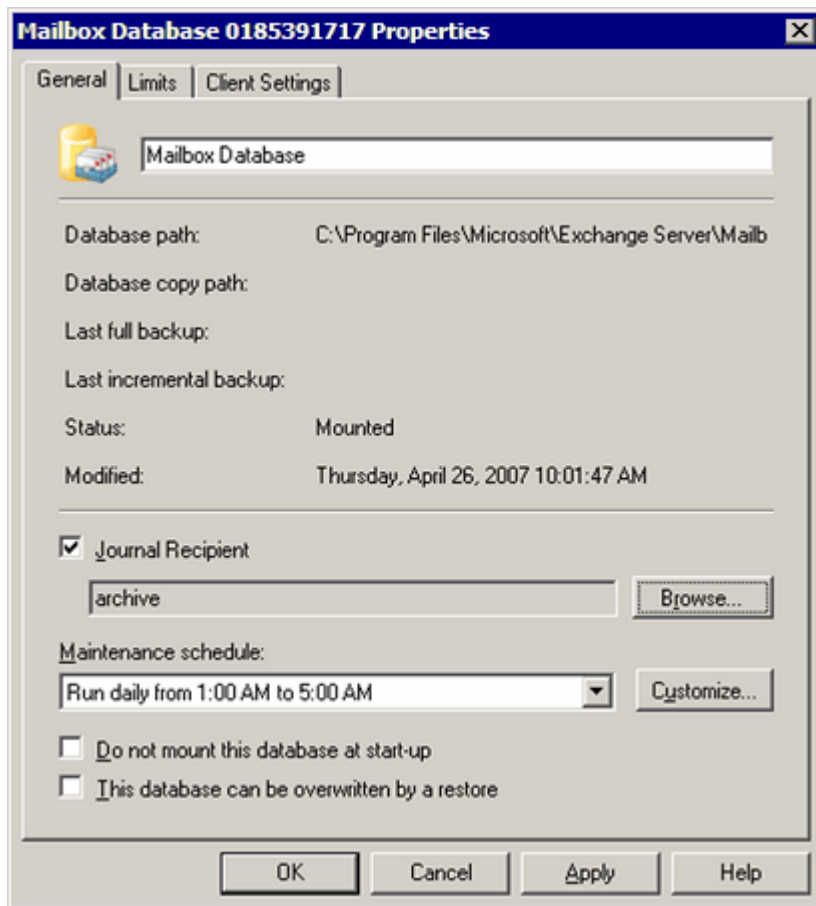 Mailbox Database 0185391717 Properties
General Limits Client Settings
Mailbox Database
Database path: C:\Program Files\Microsoft\Exchange Server\Mailb
Database copy path:
Last full backup:
Last incremental backup:
Status: Mounted
Modified: Thursday, April 26, 2007 10:01:47 AM
Journal Recipient
archive Browse...
Maintenance schedule:
Run daily from 1:00 AM to 5:00 AM Customize...
Do not mount this database at start-up
This database can be overwritten by a restore
OK Cancel Apply Help